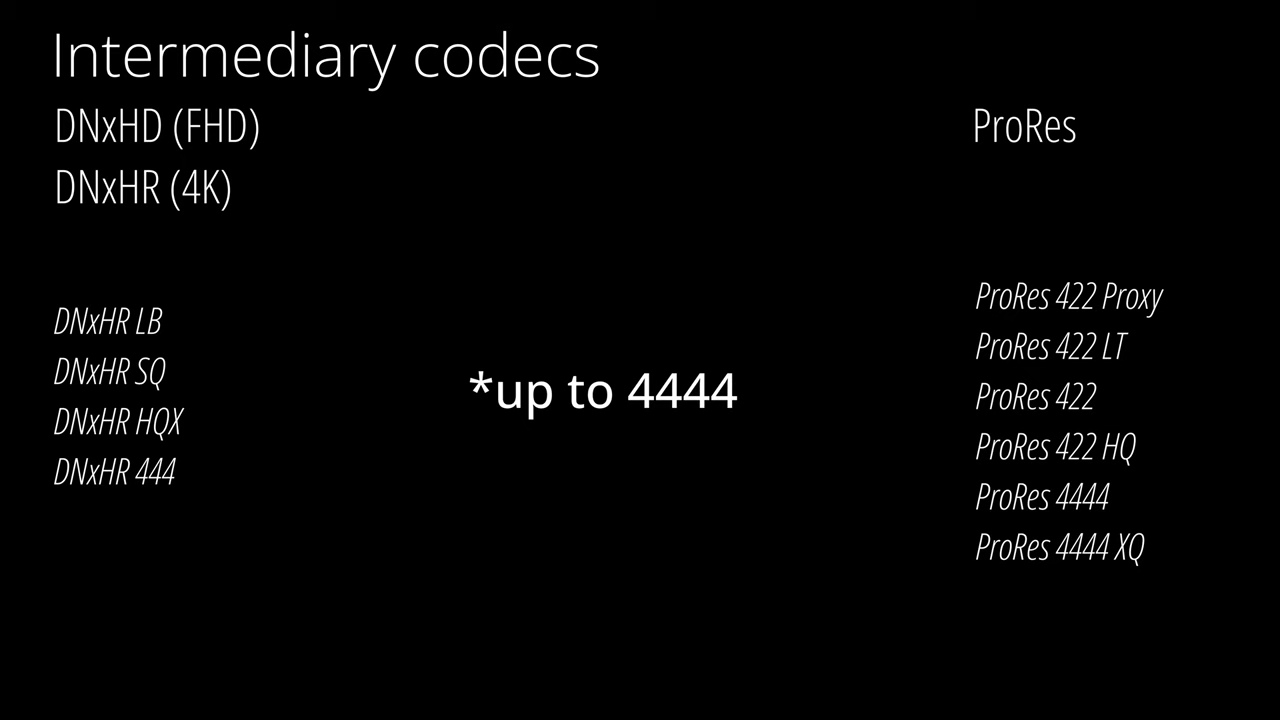 Intermediary codecs
DNxHD (FHD)
DNxHR (4K)
DNxHR LB
DNxHR SQ
DNxHR HQX
DNxHR 444
*up to 4444
ProRes
ProRes 422 Proxy
ProRes 422 LT
ProRes 422
ProRes 422 HQ
ProRes 4444
ProRes 4444 XQ